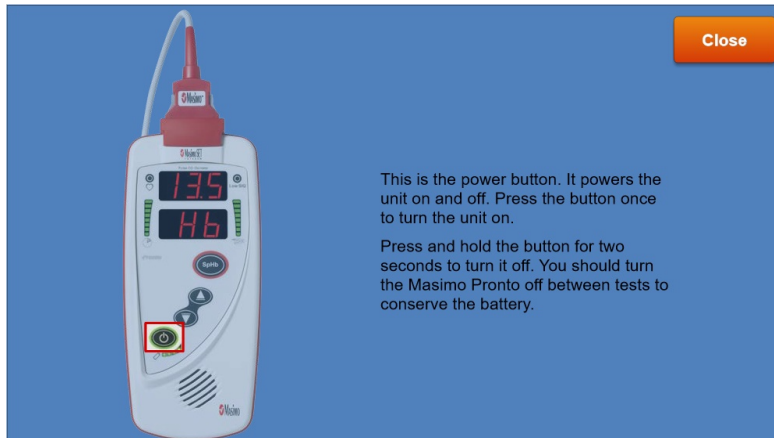 Close
Masimo
Masimo
13.5
Hb
SpHb
This is the power button. It powers the
unit on and off. Press the button once
to turn the unit on.
Press and hold the button for two
seconds to turn it off. You should turn
the Masimo Pronto off between tests to
conserve the battery.
Masimo